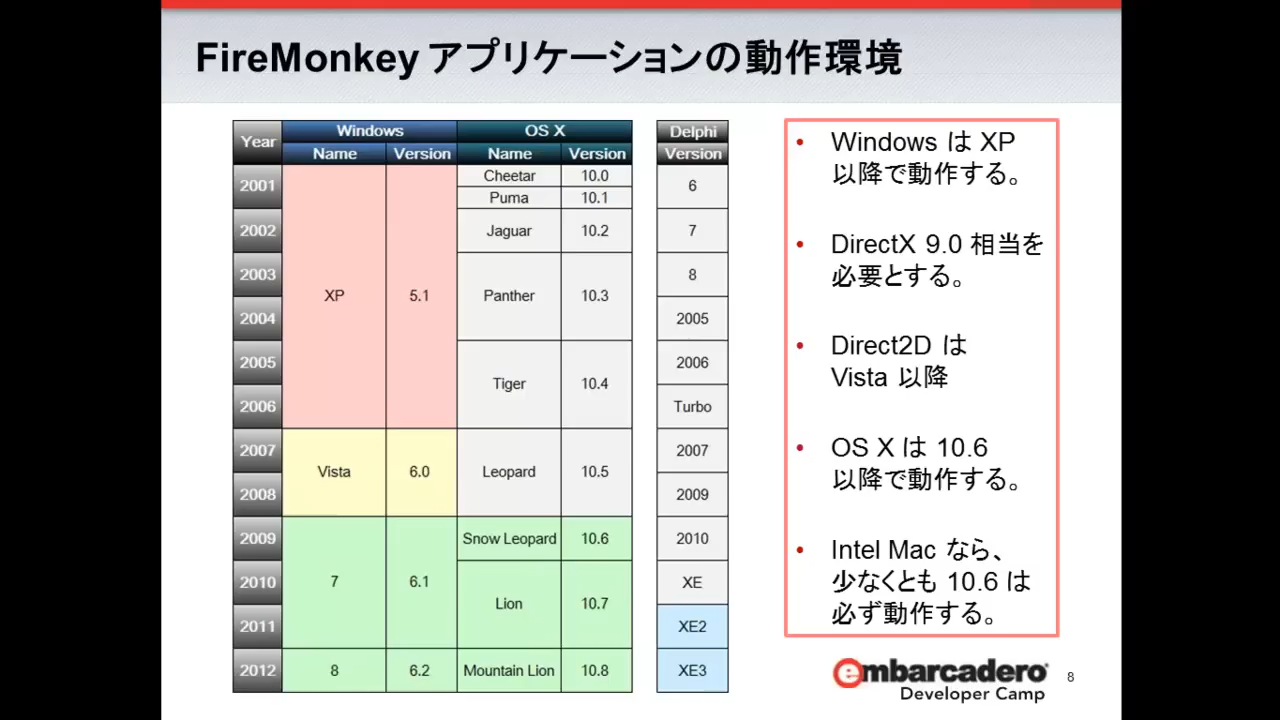 FireMonkey アプリケーションの動作環境
Year Windows OS X Delphi
Name Version Name Version Version
2001 XP 5.1 Cheetar 10.0 6
Puma 10.1
2002 Jaguar 10.2 7
2003 Panther 10.3 8
2004 2005
2005 Tiger 10.4 2006
2006 Turbo
2007 Vista 6.0 Leopard 10.5 2007
2008 2009
2009 7 6.1 Snow Leopard 10.6 2010
2010 Lion 10.7 XE
2011 XE2
2012 8 6.2 Mountain Lion 10.8 XE3
• Windows は XP
以降で動作する。
• DirectX 9.0 相当を
必要とする。
• Direct2D は
Vista 以降
• OS X は 10.6
以降で動作する。
• Intel Mac なら、
少なくとも 10.6 は
必ず動作する。
embarcadero
Developer Camp
8